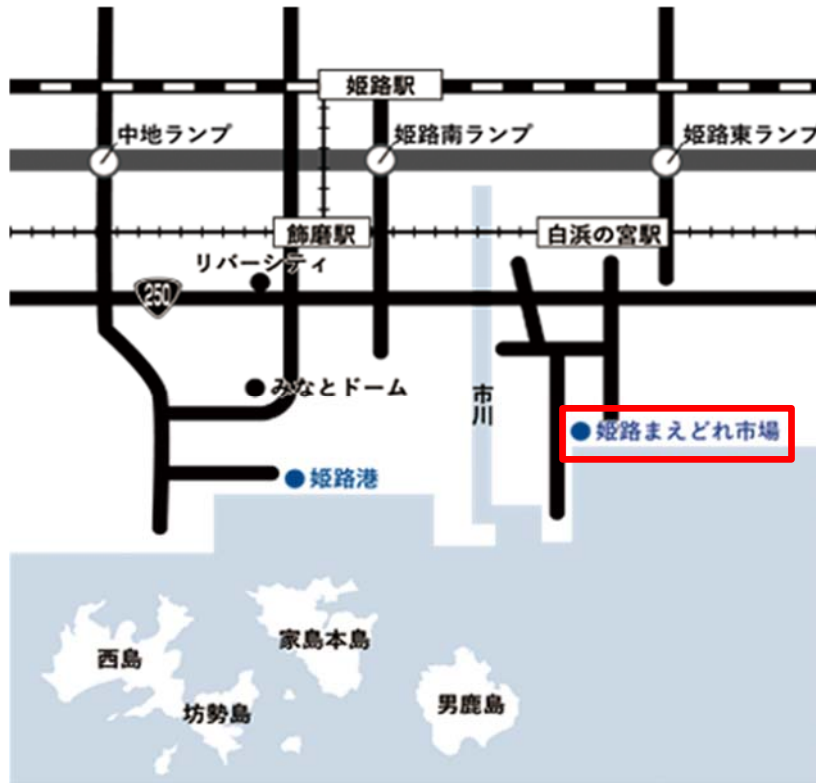 姫路駅
中地ランプ
姫路南ランプ
姫路東ランプ
飾磨駅
白浜の宮駅
リバーシティ
250
みなとドーム
市川
姫路まえどれ市場
姫路港
家島本島
西島
男鹿島
坊勢島